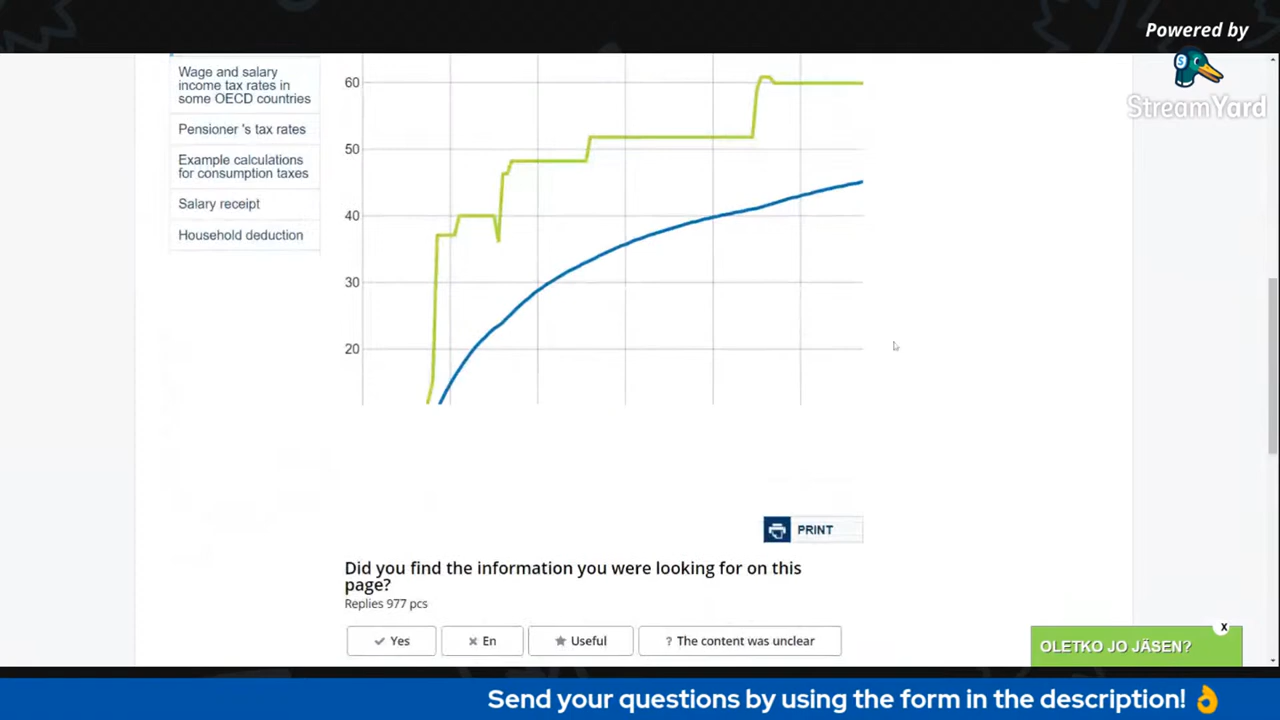 Powered by
StreamYard
Wage and salary
income tax rates in
some OECD countries
Pensioner 's tax rates
Example calculations
for consumption taxes
Salary receipt
Household deduction
60
50
40
30
20
PRINT
Did you find the information you were looking for on this
page?
Replies 977 pcs
Yes
En
Useful
? The content was unclear
X
OLETKO JO JÄSEN?
Send your questions by using the form in the description! 👌